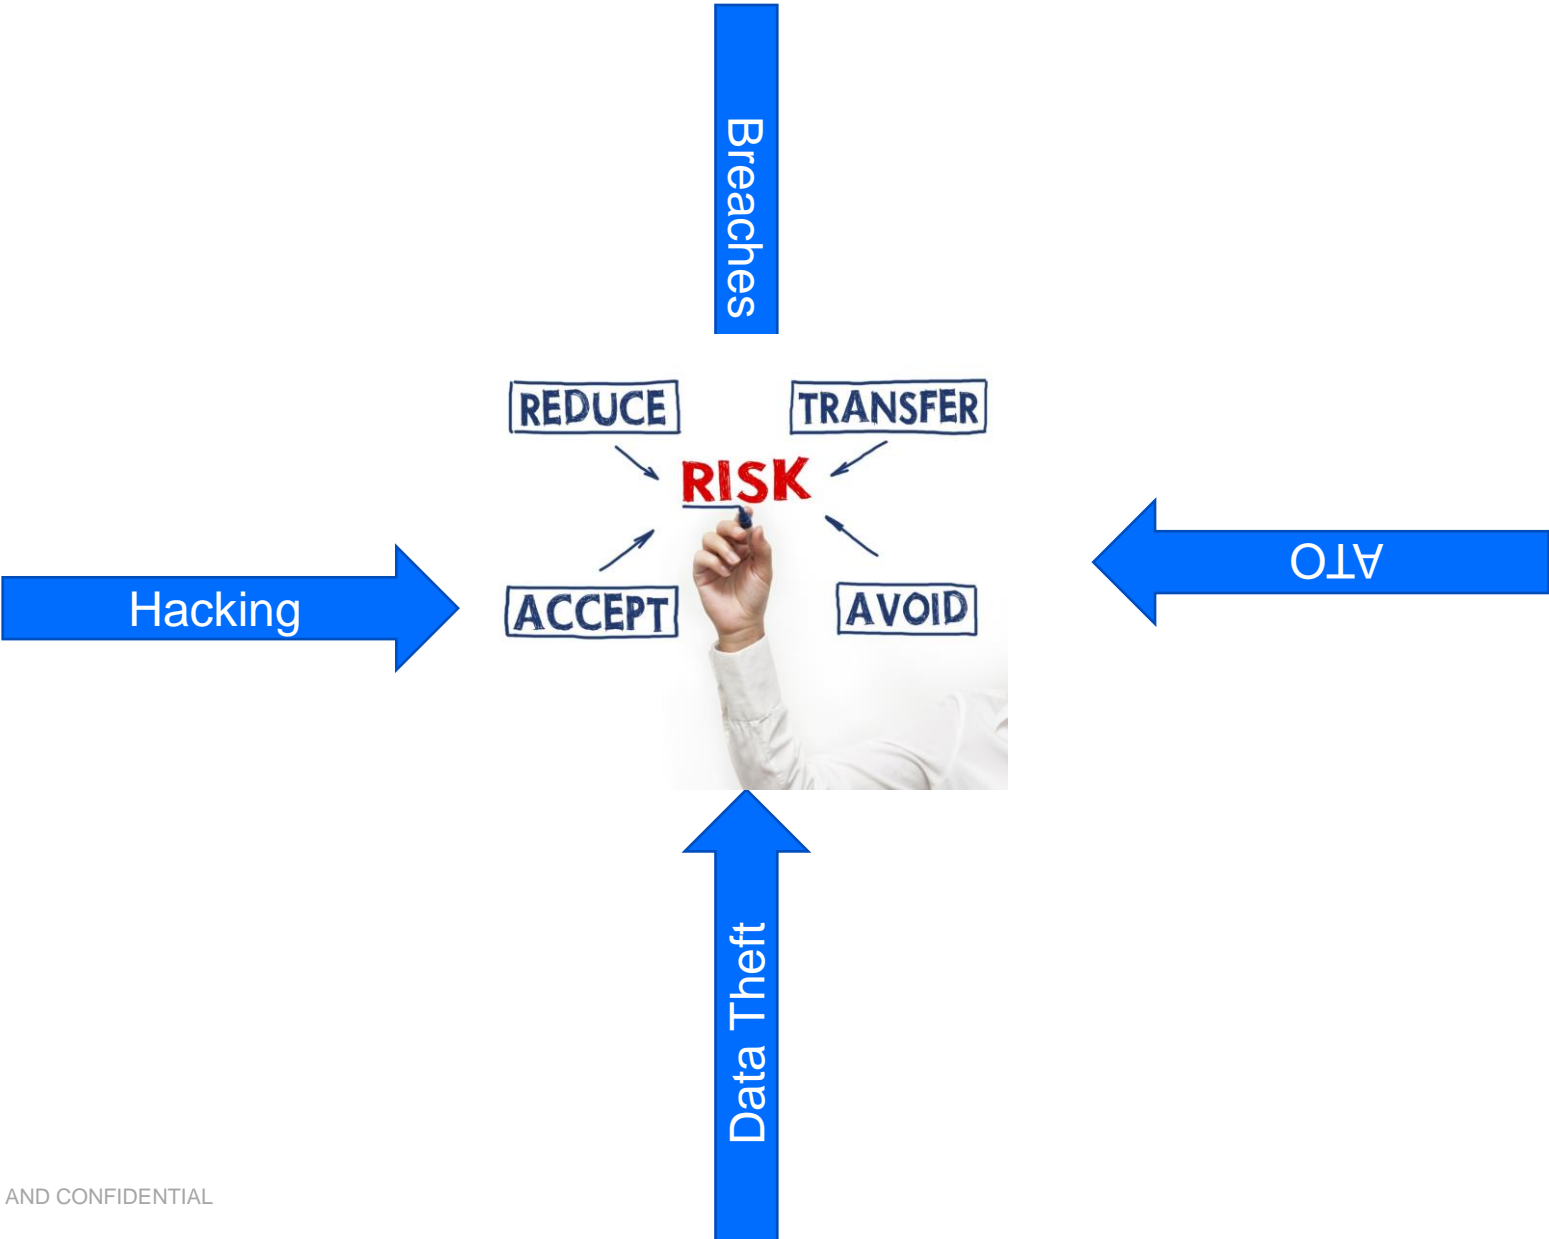 Breaches
REDUCE
TRANSFER
RISK
ATO
Hacking
ACCEPT
AVOID
Data Theft
AND CONFIDENTIAL